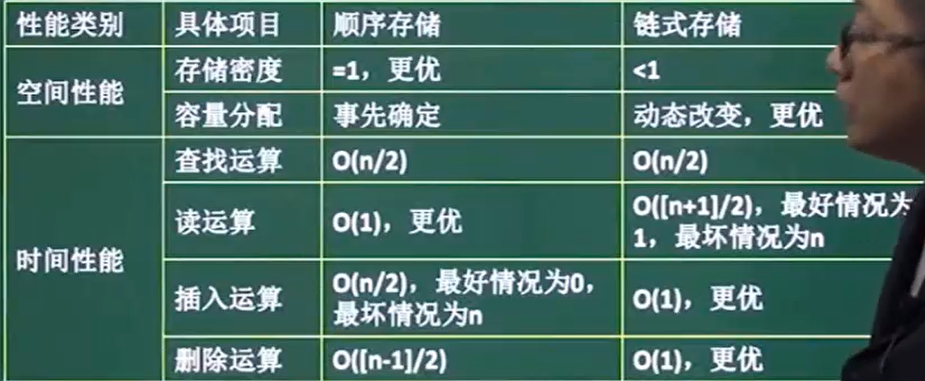 性能类别 具体项目 顺序存储 链式存储
空间性能
存储密度 =1，更优 <1
容量分配 事先确定 动态改变，更优
时间性能
查找运算 O(n/2) O(n/2)
读运算 O(1)，更优 O([n+1]/2)，最好情况为
1，最坏情况为n
插入运算 O(n/2)，最好情况为0，
最坏情况为n O(1)，更优
删除运算 O([n-1]/2) O(1)，更优